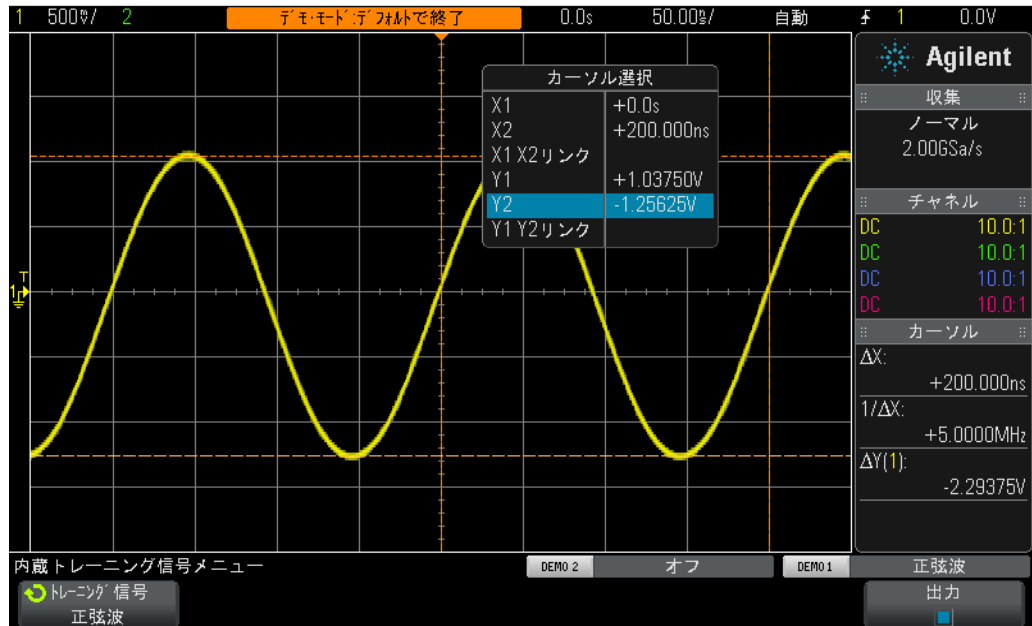 1 500mV/ 2 デモ・モード:デフォルトで終了 0.0s 50.00ns/ 自動 1 0.0V
Agilent
カーソル選択
X1 +0.0s
X2 +200.000ns
X1 X2リンク
Y1 +1.03750V
Y2 -1.25625V
Y1 Y2リンク
収集
ノーマル
2.00GSa/s
チャネル
DC 10.0:1
DC 10.0:1
DC 10.0:1
DC 10.0:1
カーソル
ΔX:
+200.000ns
1/ΔX:
+5.0000MHz
ΔY(1):
-2.29375V
T
1
内蔵トレーニング信号メニュー DEMO 2 オフ DEMO 1 正弦波
トレーニング信号
正弦波
出力